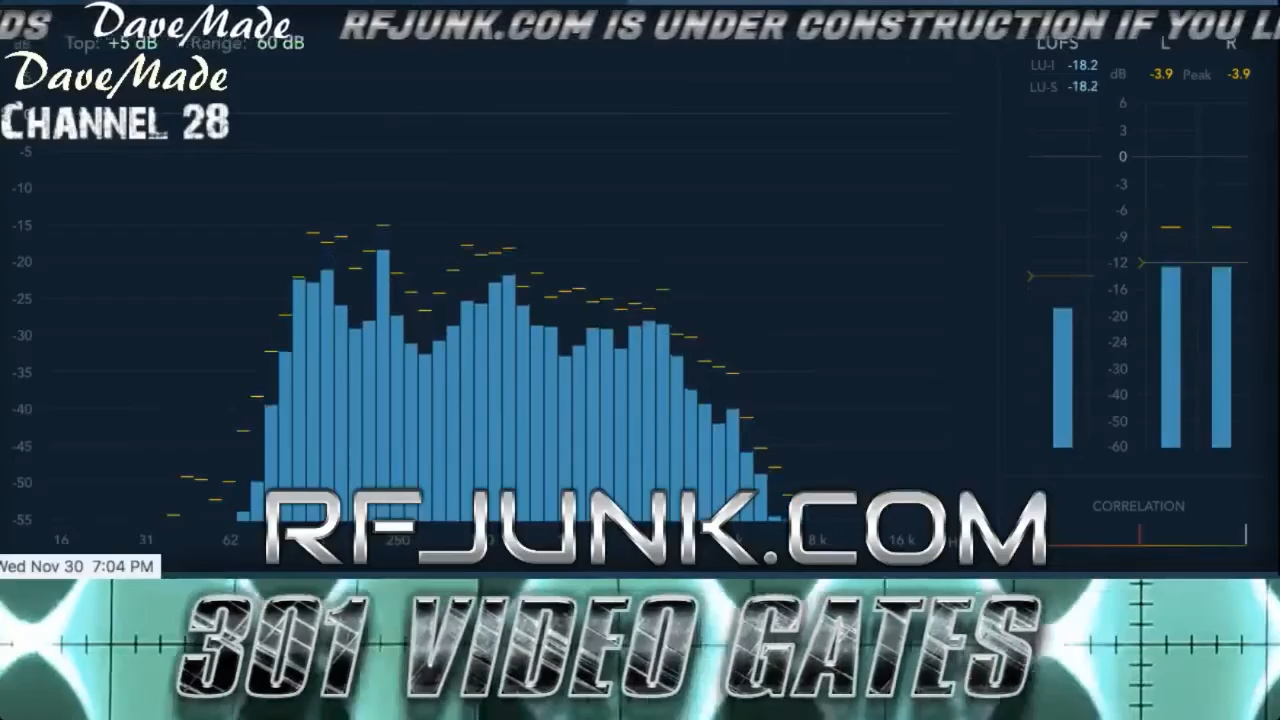 DS DaveMade RFJUNK.COM IS UNDER CONSTRUCTION IF YOU LI
Top: +5 dB Range: 60 dB
DaveMade
CHANNEL 28
LUFS L R
LU-I -18.2
dB -3.9 Peak -3.9
LU-S -18.2
6
3
0
-3
-6
-9
-12
-16
-20
-24
-30
-40
-50
-60
-5
-10
-15
-20
-25
-30
-35
-40
-45
-50
-55
16 31 62 250 8 k 16 k
CORRELATION
RFJUNK.COM
Wed Nov 30 7:04 PM
301 VIDEO GATES